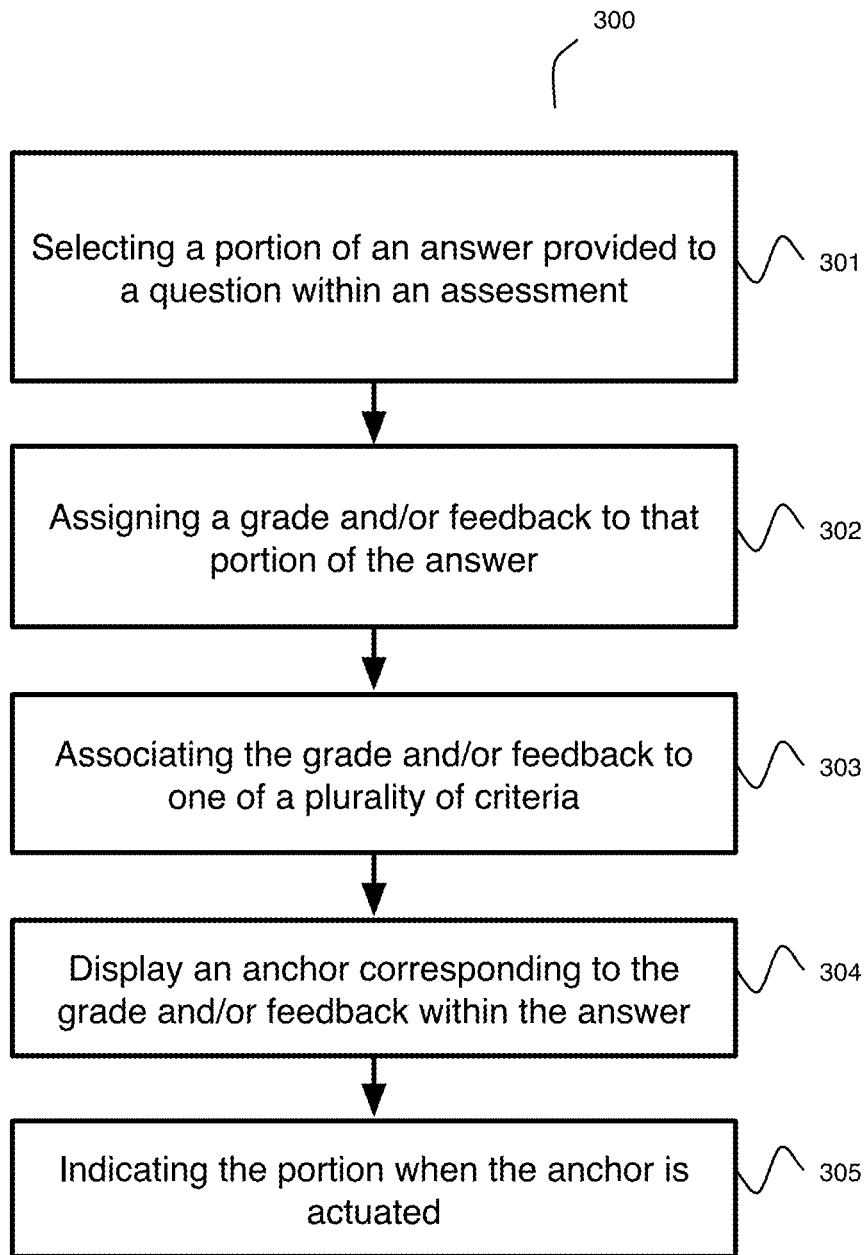 300
Selecting a portion of an answer provided to
a question within an assessment
301
Assigning a grade and/or feedback to that
portion of the answer
302
Associating the grade and/or feedback to
one of a plurality of criteria
303
Display an anchor corresponding to the
grade and/or feedback within the answer
304
Indicating the portion when the anchor is
actuated
305